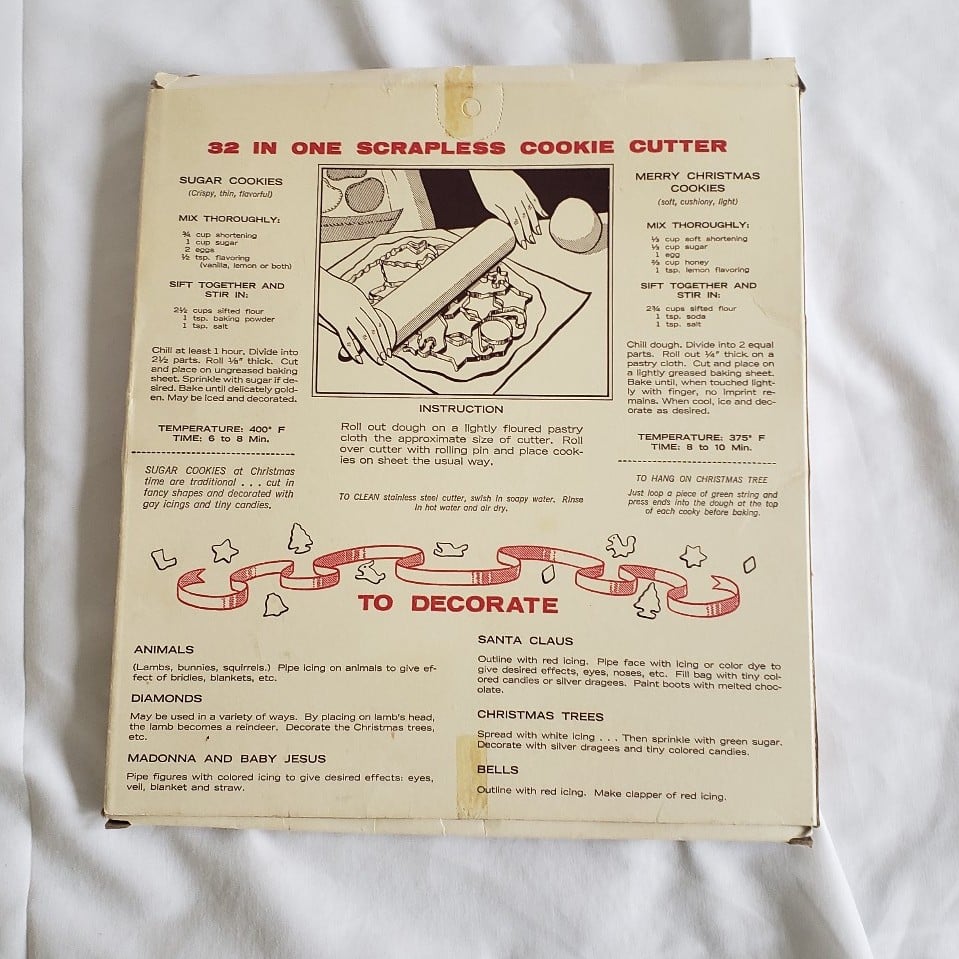 32 IN ONE SCRAPLESS COOKIE CUTTER
SUGAR COOKIES
(Crispy, thin, flavorful)
MIX THOROUGHLY:
¾ cup shortening
1 cup sugar
2 eggs
½ tsp. flavoring
(vanilla, lemon or both)
SIFT TOGETHER AND
STIR IN:
2½ cups sifted flour
1 tsp. baking powder
1 tsp. salt
Chill at least 1 hour. Divide into
2½ parts. Roll ⅛" thick. Cut
and place on ungreased baking
sheet. Sprinkle with sugar if de-
sired. Bake until delicately gold-
en. May be iced and decorated.
TEMPERATURE: 400° F
TIME: 6 to 8 Min.
SUGAR COOKIES at Christmas
time are traditional . . . cut in
fancy shapes and decorated with
gay icings and tiny candies.
INSTRUCTION
Roll out dough on a lightly floured pastry
cloth the approximate size of cutter. Roll
over cutter with rolling pin and place cook-
ies on sheet the usual way.
TO CLEAN stainless steel cutter, swish in soapy water. Rinse
in hot water and air dry.
MERRY CHRISTMAS
COOKIES
(soft, cushiony, light)
MIX THOROUGHLY:
⅓ cup soft shortening
⅓ cup sugar
1 egg
⅔ cup honey
1 tsp. lemon flavoring
SIFT TOGETHER AND
STIR IN:
2¾ cups sifted flour
1 tsp. soda
1 tsp. salt
Chill dough. Divide into 2 equal
parts. Roll out ¼" thick on a
pastry cloth. Cut and place on
a lightly greased baking sheet.
Bake until, when touched light-
ly with finger, no imprint re-
mains. When cool, ice and dec-
orate as desired.
TEMPERATURE: 375° F
TIME: 8 to 10 Min.
TO HANG ON CHRISTMAS TREE
Just loop a piece of green string and
press ends into the dough at the top
of each cooky before baking.
TO DECORATE
ANIMALS
(Lambs, bunnies, squirrels.) Pipe icing on animals to give ef-
fect of bridles, blankets, etc.
DIAMONDS
May be used in a variety of ways. By placing on lamb's head,
the lamb becomes a reindeer. Decorate the Christmas trees,
etc.
MADONNA AND BABY JESUS
Pipe figures with colored icing to give desired effects: eyes,
veil, blanket and straw.
SANTA CLAUS
Outline with red icing. Pipe face with icing or color dye to
give desired effects, eyes, noses, etc. Fill bag with tiny col-
ored candies or silver dragees. Paint boots with melted choc-
olate.
CHRISTMAS TREES
Spread with white icing . . . Then sprinkle with green sugar.
Decorate with silver dragees and tiny colored candies.
BELLS
Outline with red icing. Make clapper of red icing.